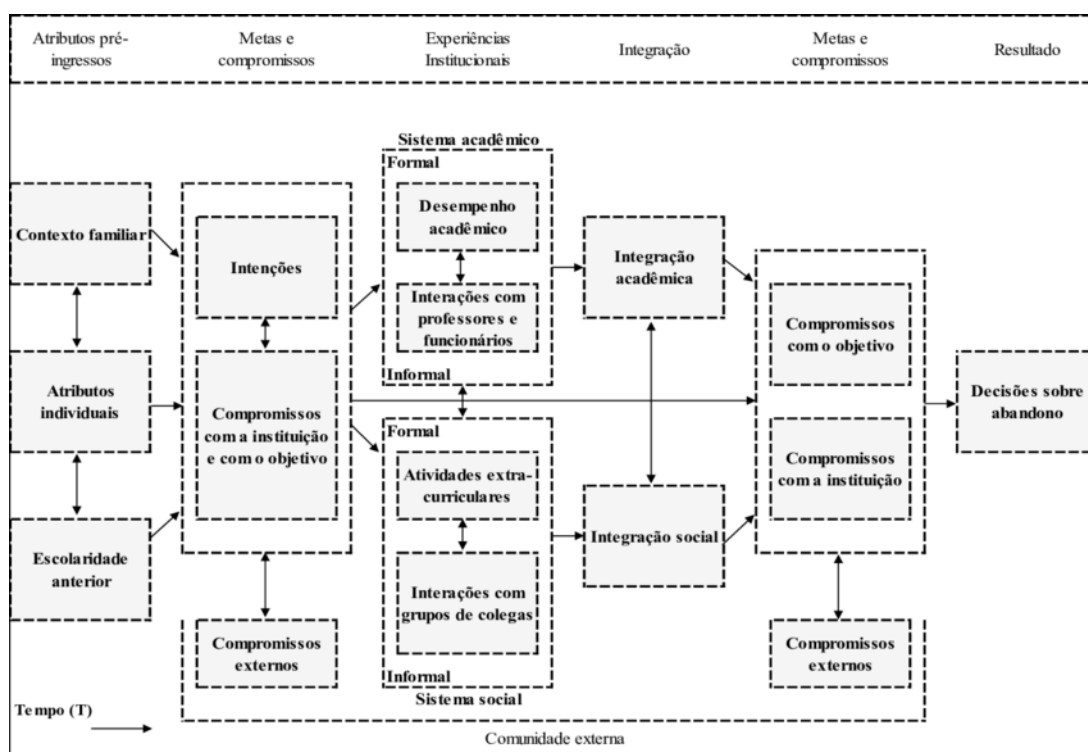 Atributos pré-
ingressos
Metas e
compromissos
Experiências
Institucionais
Integração
Metas e
compromissos
Resultado
Contexto familiar
Atributos
individuais
Escolaridade
anterior
Intenções
Compromissos
com a instituição
e com o objetivo
Compromissos
externos
Sistema acadêmico
Formal
Desempenho
acadêmico
Interações com
professores e
funcionários
Informal
Formal
Atividades extra-
curriculares
Interações com
grupos de colegas
Informal
Sistema social
Integração
acadêmica
Integração social
Compromissos
com o objetivo
Compromissos
com a instituição
Compromissos
externos
Decisões sobre
abandono
Tempo (T)
Comunidade externa